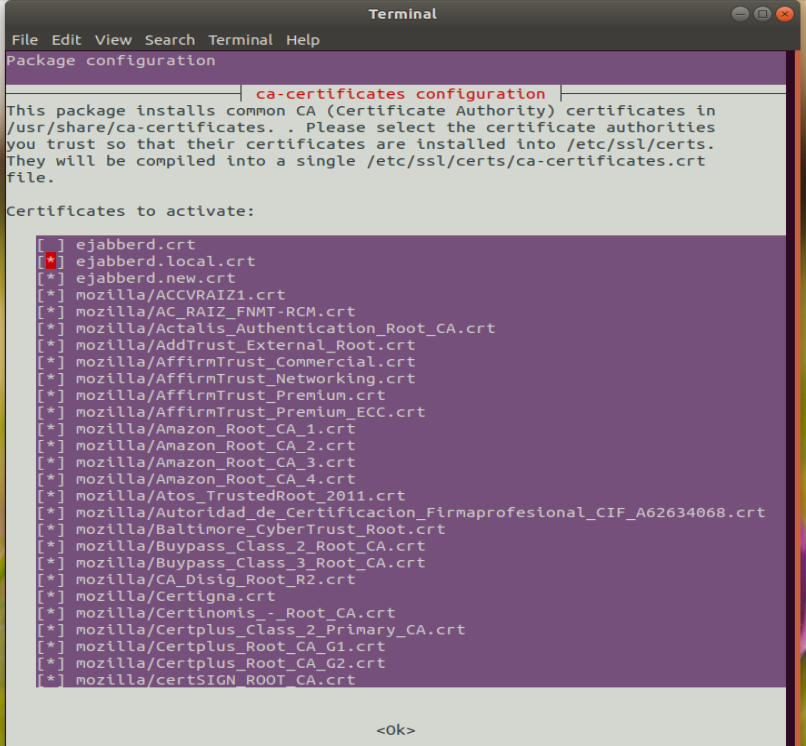 Terminal
File Edit View Search Terminal Help
Package configuration
ca-certificates configuration
This package installs common CA (Certificate Authority) certificates in
/usr/share/ca-certificates. . Please select the certificate authorities
you trust so that their certificates are installed into /etc/ssl/certs.
They will be compiled into a single /etc/ssl/certs/ca-certificates.crt
file.
Certificates to activate:
[ ] ejabberd.crt
[*] ejabberd.local.crt
[*] ejabberd.new.crt
[*] mozilla/ACCVRAIZ1.crt
[*] mozilla/AC_RAIZ_FNMT-RCM.crt
[*] mozilla/Actalis_Authentication_Root_CA.crt
[*] mozilla/AddTrust_External_Root.crt
[*] mozilla/AffirmTrust_Commercial.crt
[*] mozilla/AffirmTrust_Networking.crt
[*] mozilla/AffirmTrust_Premium.crt
[*] mozilla/AffirmTrust_Premium_ECC.crt
[*] mozilla/Amazon_Root_CA_1.crt
[*] mozilla/Amazon_Root_CA_2.crt
[*] mozilla/Amazon_Root_CA_3.crt
[*] mozilla/Amazon_Root_CA_4.crt
[*] mozilla/Atos_TrustedRoot_2011.crt
[*] mozilla/Autoridad_de_Certificacion_Firmaprofesional_CIF_A62634068.crt
[*] mozilla/Baltimore_CyberTrust_Root.crt
[*] mozilla/Buypass_Class_2_Root_CA.crt
[*] mozilla/Buypass_Class_3_Root_CA.crt
[*] mozilla/CA_Disig_Root_R2.crt
[*] mozilla/Certigna.crt
[*] mozilla/Certinomis_-_Root_CA.crt
[*] mozilla/Certplus_Class_2_Primary_CA.crt
[*] mozilla/Certplus_Root_CA_G1.crt
[*] mozilla/Certplus_Root_CA_G2.crt
[*] mozilla/certSIGN_ROOT_CA.crt
<Ok>